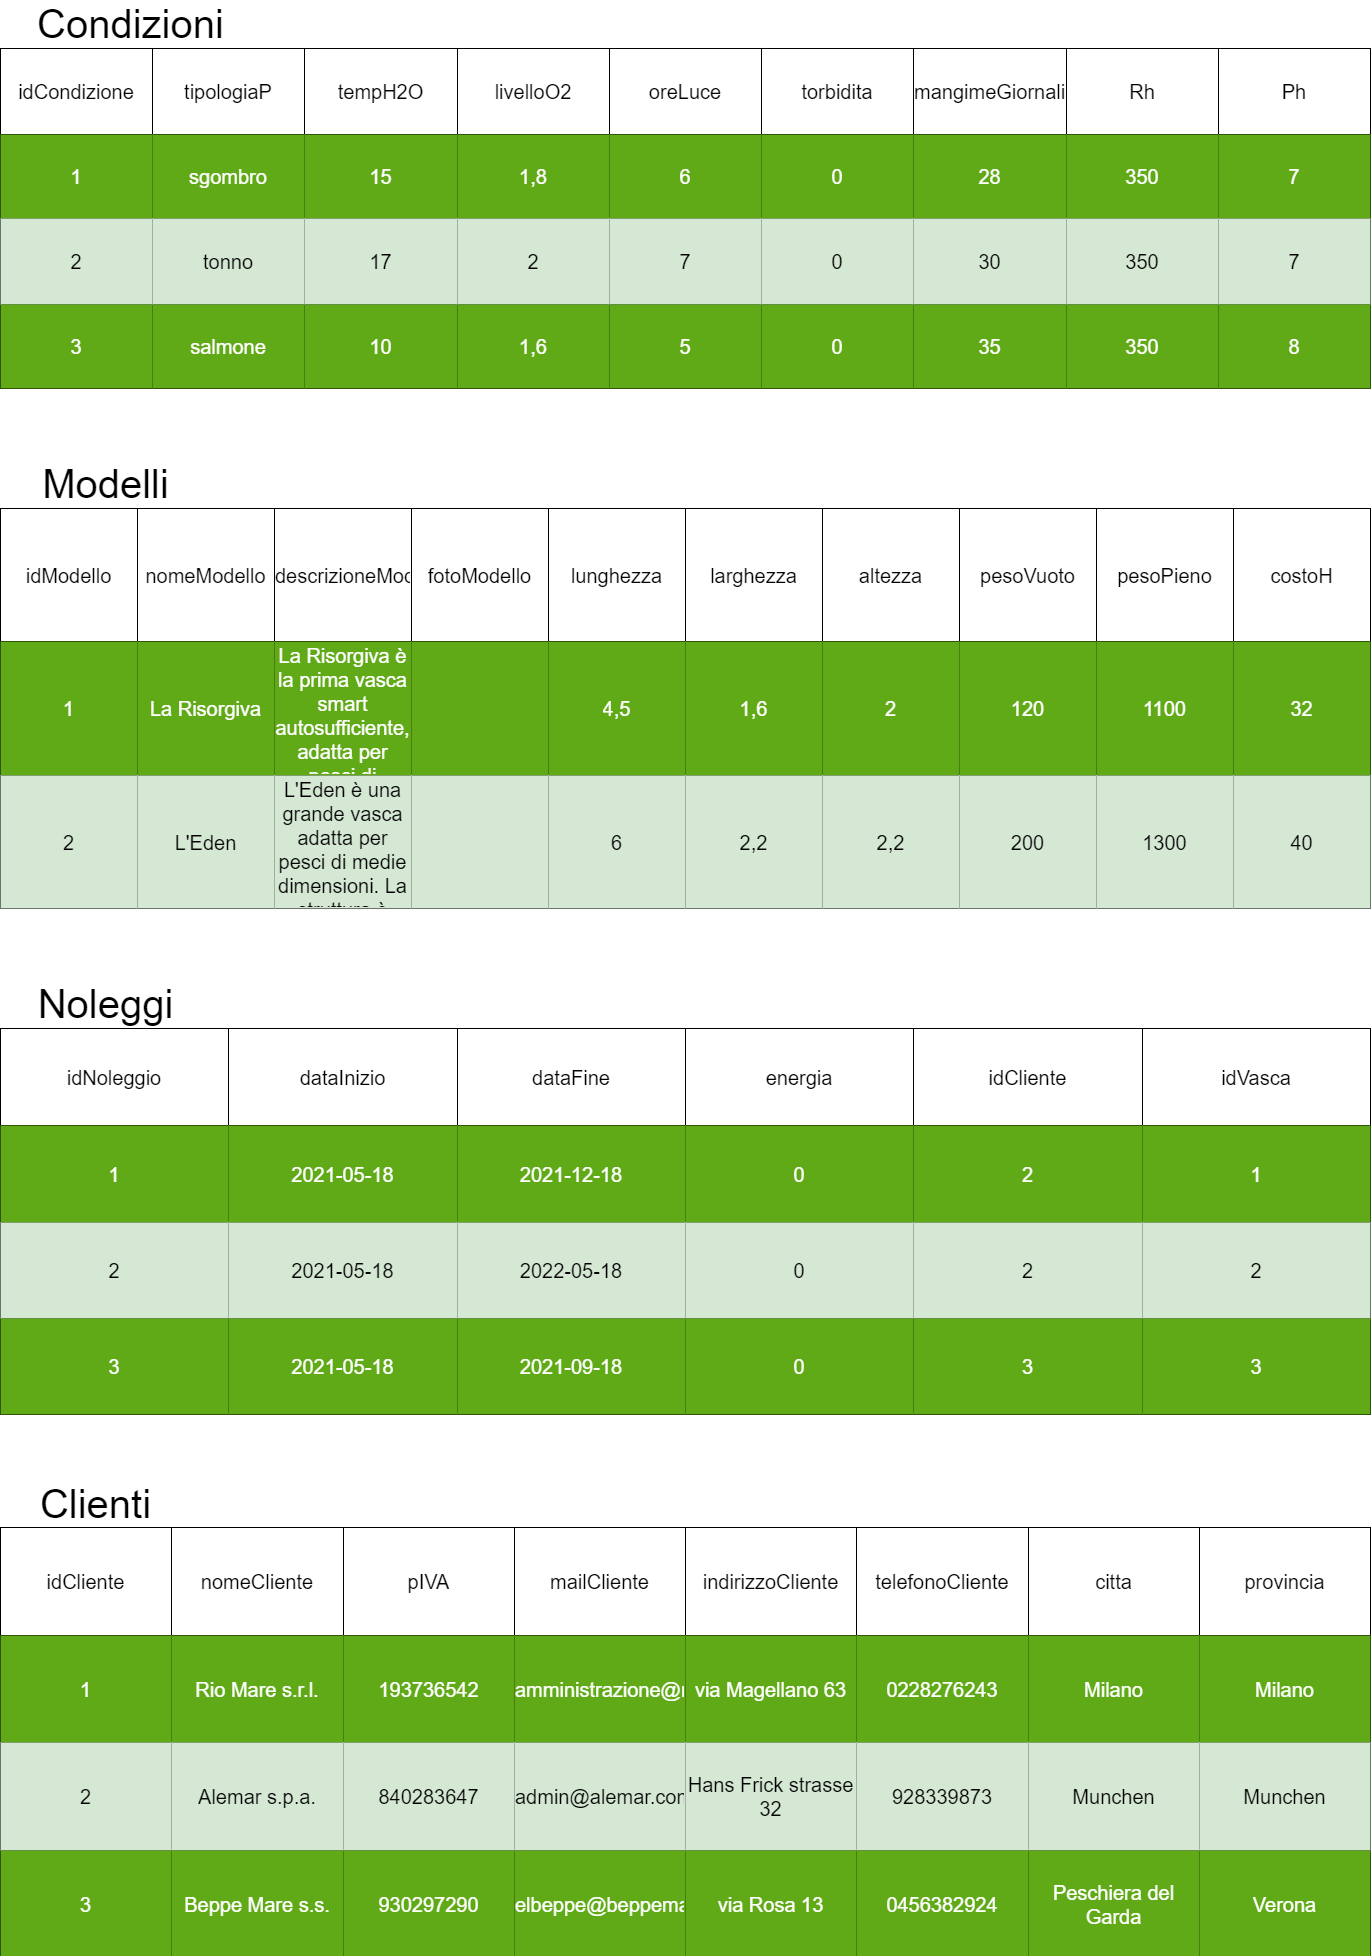 Condizioni
idCondizione tipologiaP tempH2O livelloO2 oreLuce torbidita mangimeGiornali Rh Ph
1 sgombro 15 1,8 6 0 28 350 7
2 tonno 17 2 7 0 30 350 7
3 salmone 10 1,6 5 0 35 350 8
Modelli
idModello nomeModello descrizioneMod fotoModello lunghezza larghezza altezza pesoVuoto pesoPieno costoH
La Risorgiva è
la prima vasca
smart
1 La Risorgiva autosufficiente, 4,5 1,6 2 120 1100 32
adatta per
pesci di
L'Eden è una
grande vasca
2 L'Eden adatta per 6 2,2 2,2 200 1300 40
pesci di medie
dimensioni. La
struttura è
Noleggi
idNoleggio dataInizio dataFine energia idCliente idVasca
1 2021-05-18 2021-12-18 0 2 1
2 2021-05-18 2022-05-18 0 2 2
3 2021-05-18 2021-09-18 0 3 3
Clienti
idCliente nomeCliente pIVA mailCliente indirizzoCliente telefonoCliente citta provincia
1 Rio Mare s.r.l. 193736542 amministrazione@ via Magellano 63 0228276243 Milano Milano
2 Alemar s.p.a. 840283647 admin@alemar.com Hans Frick strasse 32 928339873 Munchen Munchen
3 Beppe Mare s.s. 930297290 elbeppe@beppema via Rosa 13 0456382924 Peschiera del Garda Verona